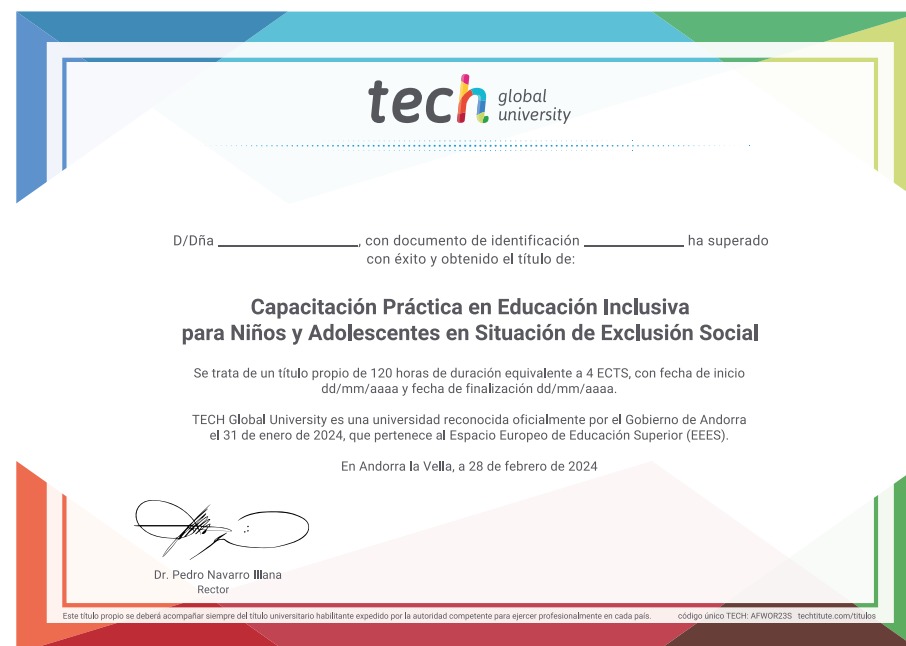 tech global university
D/Dña ______________, con documento de identificación __________ ha superado
con éxito y obtenido el título de:
Capacitación Práctica en Educación Inclusiva
para Niños y Adolescentes en Situación de Exclusión Social
Se trata de un título propio de 120 horas de duración equivalente a 4 ECTS, con fecha de inicio
dd/mm/aaaa y fecha de finalización dd/mm/aaaa.
TECH Global University es una universidad reconocida oficialmente por el Gobierno de Andorra
el 31 de enero de 2024, que pertenece al Espacio Europeo de Educación Superior (EEES).
En Andorra la Vella, a 28 de febrero de 2024
Dr. Pedro Navarro Illana
Rector
Este título propio se deberá acompañar siempre del título universitario habilitante expedido por la autoridad competente para ejercer profesionalmente en cada país. código único TECH: AFWOR23S techtitute.com/titulos